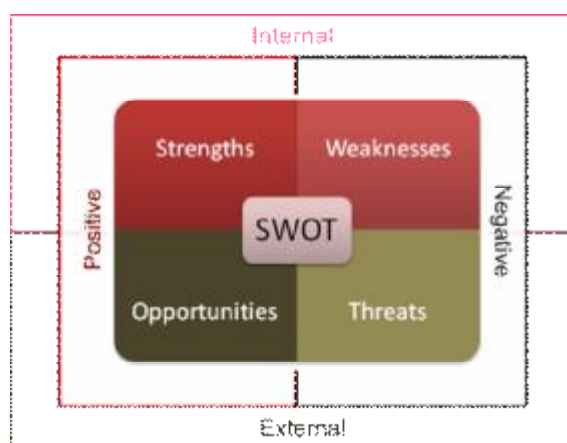 Internal
Strengths Weaknesses
Positive SWOT Negative
Opportunities Threats
External